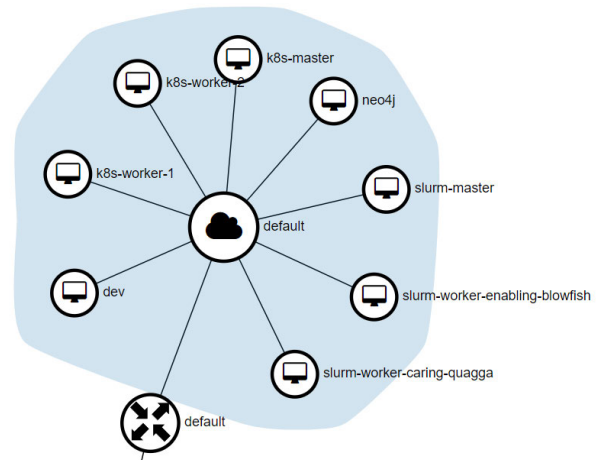 k8s-master
k8s-worker-2
neo4j
k8s-worker-1
slurm-master
default
dev
slurm-worker-enabling-blowfish
slurm-worker-caring-quagga
default